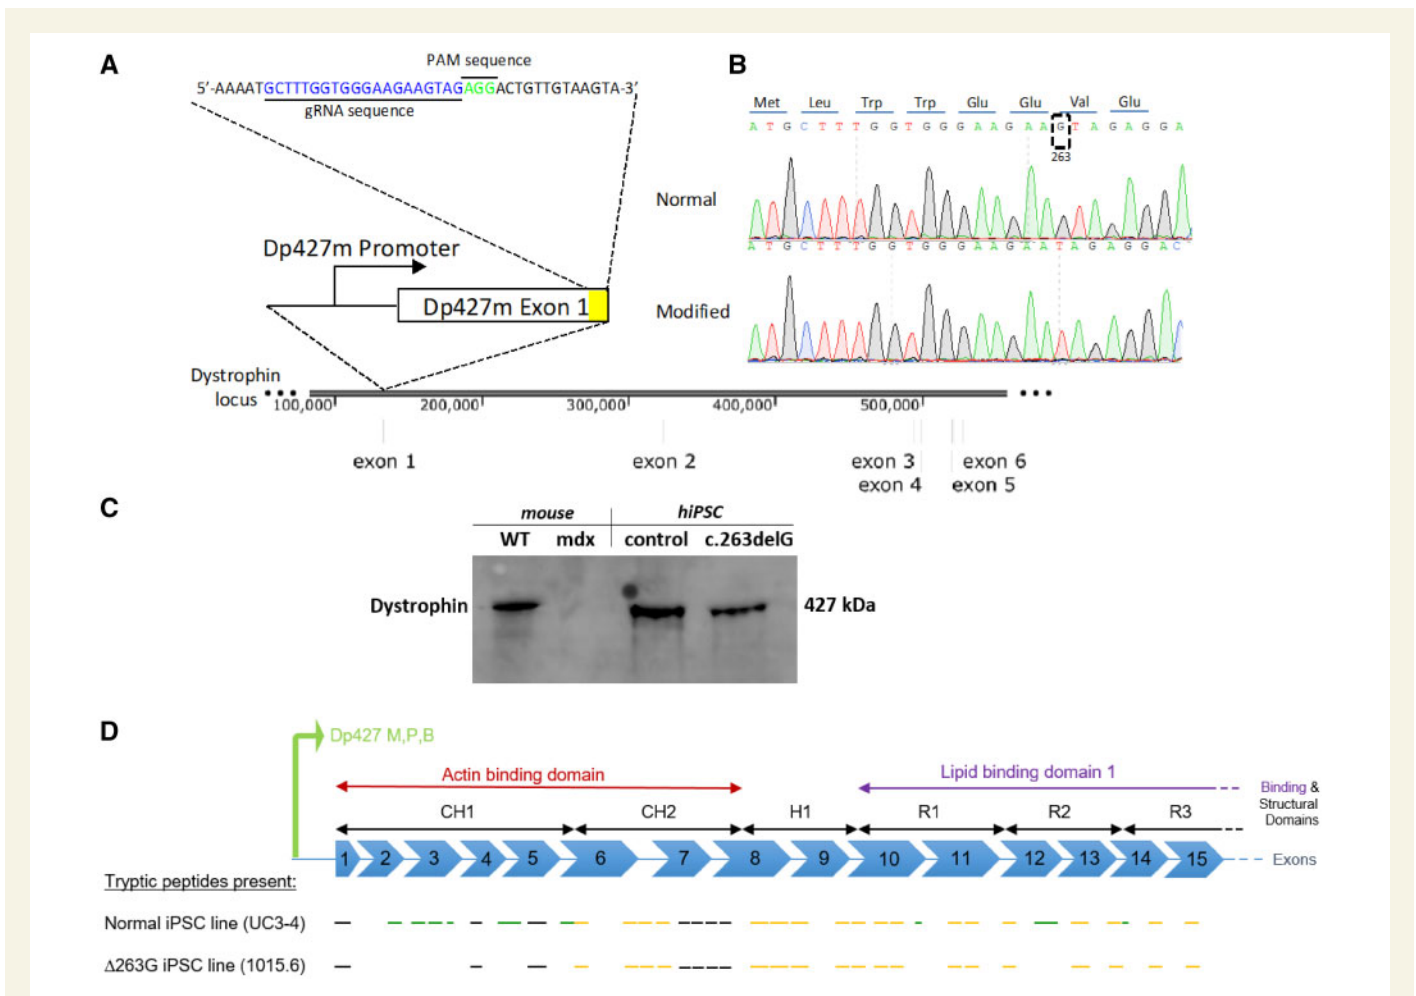 A
PAM sequence
5'-AAAATGCTTTGGTGGGAAGAAGTAGAGGACTGTTGTAAGTA-3'
gRNA sequence
Dp427m Promoter
Dp427m Exon 1
Dystrophin
locus
100,000
200,000
300,000
400,000
500,000
exon 1
exon 2
exon 3
exon 4
exon 5
exon 6
B
Met Leu Trp Trp Glu Glu Val Glu
A T G C T T T G G T G G G A A G A A G T A G A G G A
263
Normal
A T G C T T T G G T G G G A A G A A T A G A G G A C
Modified
C
mouse hiPSC
WT mdx control c.263delG
Dystrophin 427 kDa
D
Dp427 M,P,B
Actin binding domain Lipid binding domain 1
Binding &
Structural
Domains
CH1 CH2 H1 R1 R2 R3
1 2 3 4 5 6 7 8 9 10 11 12 13 14 15 Exons
Tryptic peptides present:
Normal iPSC line (UC3-4)
Δ263G iPSC line (1015.6)